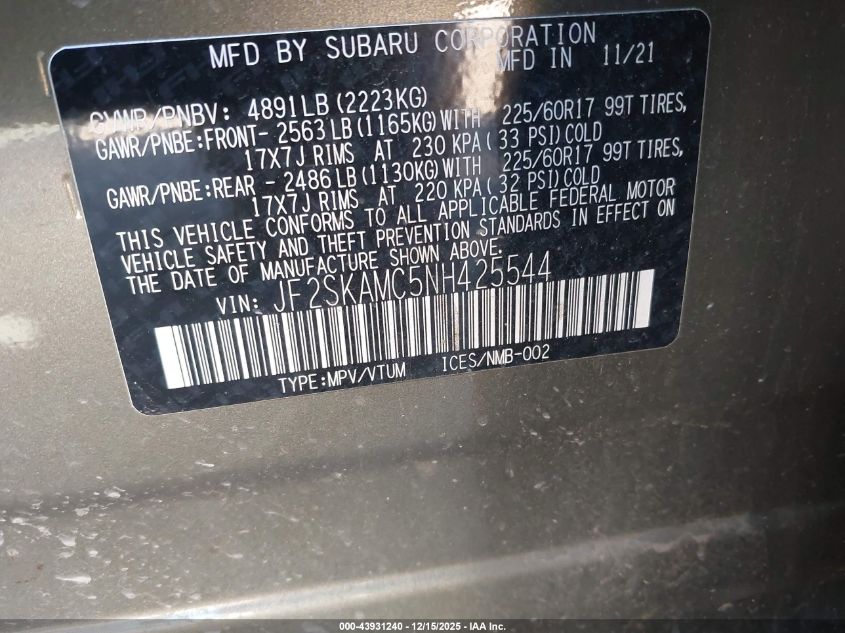 MFD BY SUBARU CORPORATION
MFD IN 11/21
GVWR/PNBV: 4891LB(2223KG)
GAWR/PNBE:FRONT- 2563LB(1165KG)WITH 225/60R17 99T TIRES,
17X7J RIMS AT 230 KPA(33 PSI)COLD
GAWR/PNBE:REAR - 2486LB(1130KG)WITH 225/60R17 99T TIRES,
17X7J RIMS AT 220 KPA(32 PSI)COLD
THIS VEHICLE CONFORMS TO ALL APPLICABLE FEDERAL MOTOR
VEHICLE SAFETY AND THEFT PREVENTION STANDARDS IN EFFECT ON
THE DATE OF MANUFACTURE SHOWN ABOVE.
VIN: JF2SKAMC5NH425544
TYPE:MPV/VTUM ICES/NMB-002
000-43931240 - 12/15/2025 - IAA Inc.